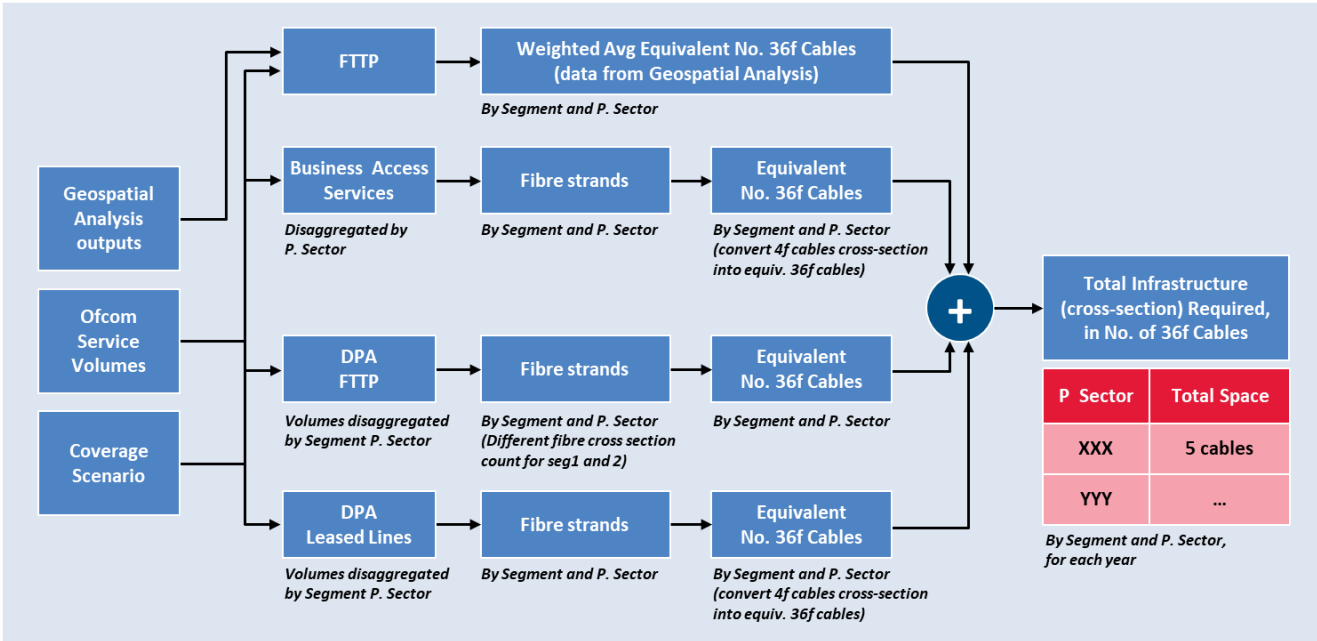 Geospatial
Analysis
outputs
Ofcom
Service
Volumes
Coverage
Scenario
FTTP
Weighted Avg Equivalent No. 36f Cables
(data from Geospatial Analysis)
By Segment and P. Sector
Business Access
Services
Disaggregated by
P. Sector
Fibre strands
By Segment and P. Sector
Equivalent
No. 36f Cables
By Segment and P. Sector
(convert 4f cables cross-section
into equiv. 36f cables)
DPA
FTTP
Volumes disaggregated
by Segment P. Sector
Fibre strands
By Segment and P. Sector
(Different fibre cross section
count for seg1 and 2)
Equivalent
No. 36f Cables
By Segment and P. Sector
DPA
Leased Lines
Volumes disaggregated
by Segment P. Sector
Fibre strands
By Segment and P. Sector
Equivalent
No. 36f Cables
By Segment and P. Sector
(convert 4f cables cross-section
into equiv. 36f cables)
+
Total Infrastructure
(cross-section) Required,
in No. of 36f Cables
P Sector Total Space
XXX 5 cables
YYY ...
By Segment and P. Sector,
for each year